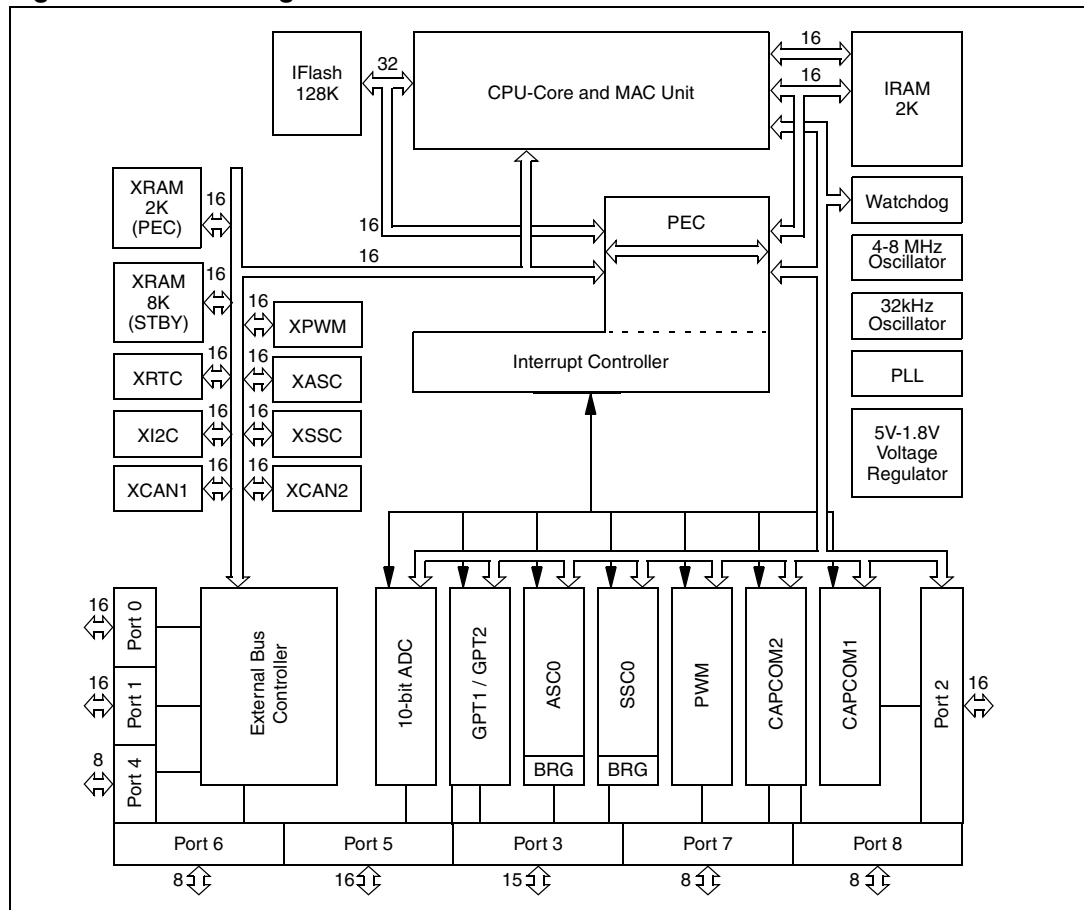 IFlash
128K
32
CPU-Core and MAC Unit
16
16
IRAM
2K
XRAM
2K
(PEC)
16
16
PEC
Watchdog
16
4-8 MHz
Oscillator
XRAM
8K
(STBY)
16
16
XPWM
32kHz
Oscillator
XRTC
16
16
XASC
Interrupt Controller
PLL
XI2C
16
16
XSSC
5V-1.8V
Voltage
Regulator
XCAN1
16
16
XCAN2
16
Port 0
16
Port 1
8
Port 4
External Bus
Controller
10-bit ADC
GPT1 / GPT2
ASC0
BRG
SSC0
BRG
PWM
CAPCOM2
CAPCOM1
Port 2
16
Port 6
Port 5
Port 3
Port 7
Port 8
8
16
15
8
8